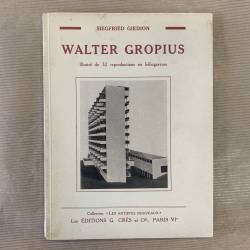 SIEGFRIED GIEDION
WALTER GROPIUS
Illustré de 32 reproductions en héliogravure
Collection "LES ARTISTES NOUVEAUX"
Les ÉDITIONS G. CRÈS et Cie, PARIS VIe